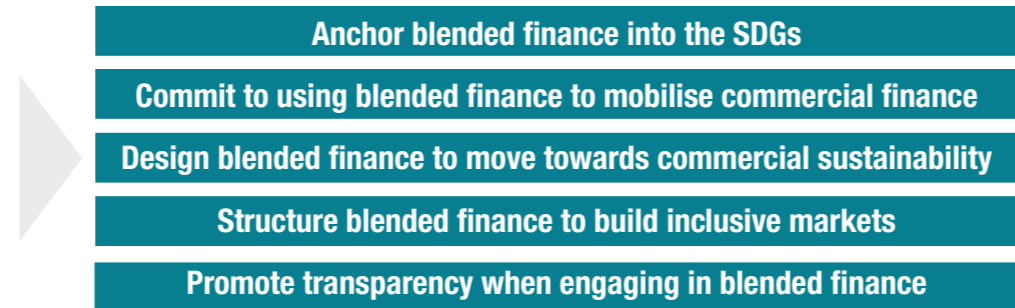 Anchor blended finance into the SDGs
Commit to using blended finance to mobilise commercial finance
Design blended finance to move towards commercial sustainability
Structure blended finance to build inclusive markets
Promote transparency when engaging in blended finance